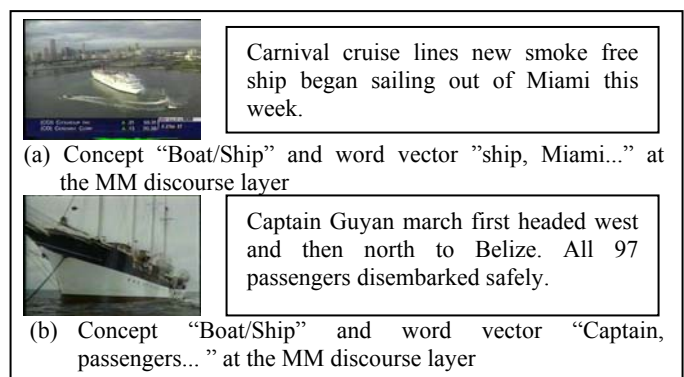 Carnival cruise lines new smoke free
ship began sailing out of Miami this
week.
(a) Concept “Boat/Ship” and word vector ”ship, Miami...” at
the MM discourse layer
Captain Guyan march first headed west
and then north to Belize. All 97
passengers disembarked safely.
(b) Concept “Boat/Ship” and word vector “Captain,
passengers... ” at the MM discourse layer